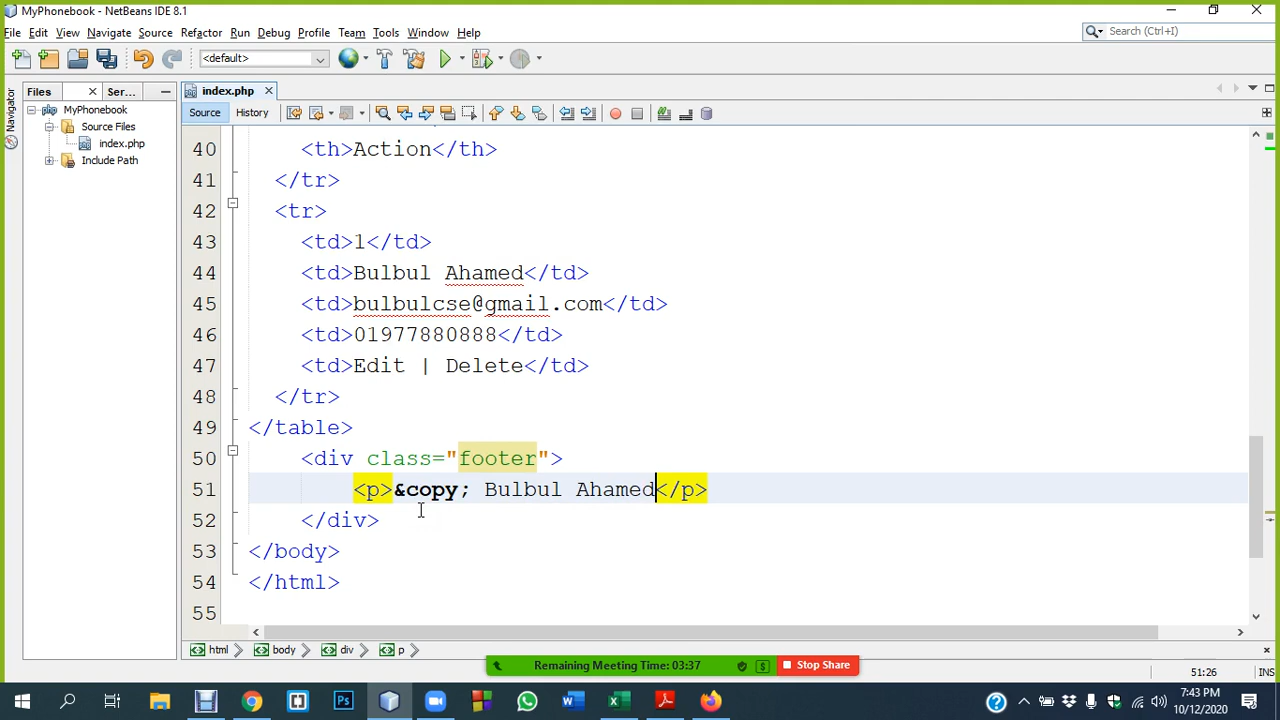 MyPhonebook - NetBeans IDE 8.1
File Edit View Navigate Source Refactor Run Debug Profile Team Tools Window Help
Search (Ctrl+I)
<default>
Files Ser...
index.php
Navigator
MyPhonebook
Source Files
index.php
Include Path
Source History
40 <th>Action</th>
41 </tr>
42 <tr>
43 <td>1</td>
44 <td>Bulbul Ahamed</td>
45 <td>bulbulcse@gmail.com</td>
46 <td>01977880888</td>
47 <td>Edit | Delete</td>
48 </tr>
49 </table>
50 <div class="footer">
51 <p>&copy; Bulbul Ahamed</p>
52 </div>
53 </body>
54 </html>
55
html body div p
Remaining Meeting Time: 03:37 Stop Share
51:26 INS
7:43 PM
10/12/2020